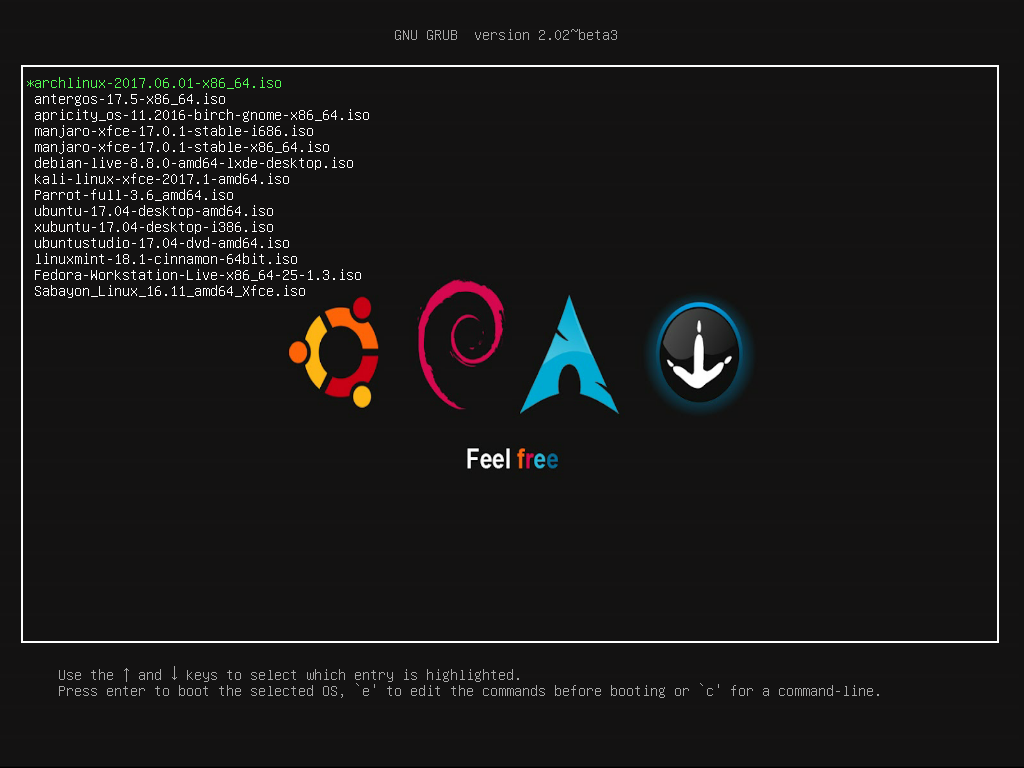 GNU GRUB  version 2.02~beta3
*archlinux-2017.06.01-x86_64.iso
antergos-17.5-x86_64.iso
apricity_os-11.2016-birch-gnome-x86_64.iso
manjaro-xfce-17.0.1-stable-i686.iso
manjaro-xfce-17.0.1-stable-x86_64.iso
debian-live-8.8.0-amd64-lxde-desktop.iso
kali-linux-xfce-2017.1-amd64.iso
Parrot-full-3.6_amd64.iso
ubuntu-17.04-desktop-amd64.iso
xubuntu-17.04-desktop-i386.iso
ubuntustudio-17.04-dvd-amd64.iso
linuxmint-18.1-cinnamon-64bit.iso
Fedora-Workstation-Live-x86_64-25-1.3.iso
Sabayon_Linux_16.11_amd64_Xfce.iso
Feel free
Use the ↑ and ↓ keys to select which entry is highlighted.
Press enter to boot the selected OS, `e' to edit the commands before booting or `c' for a command-line.